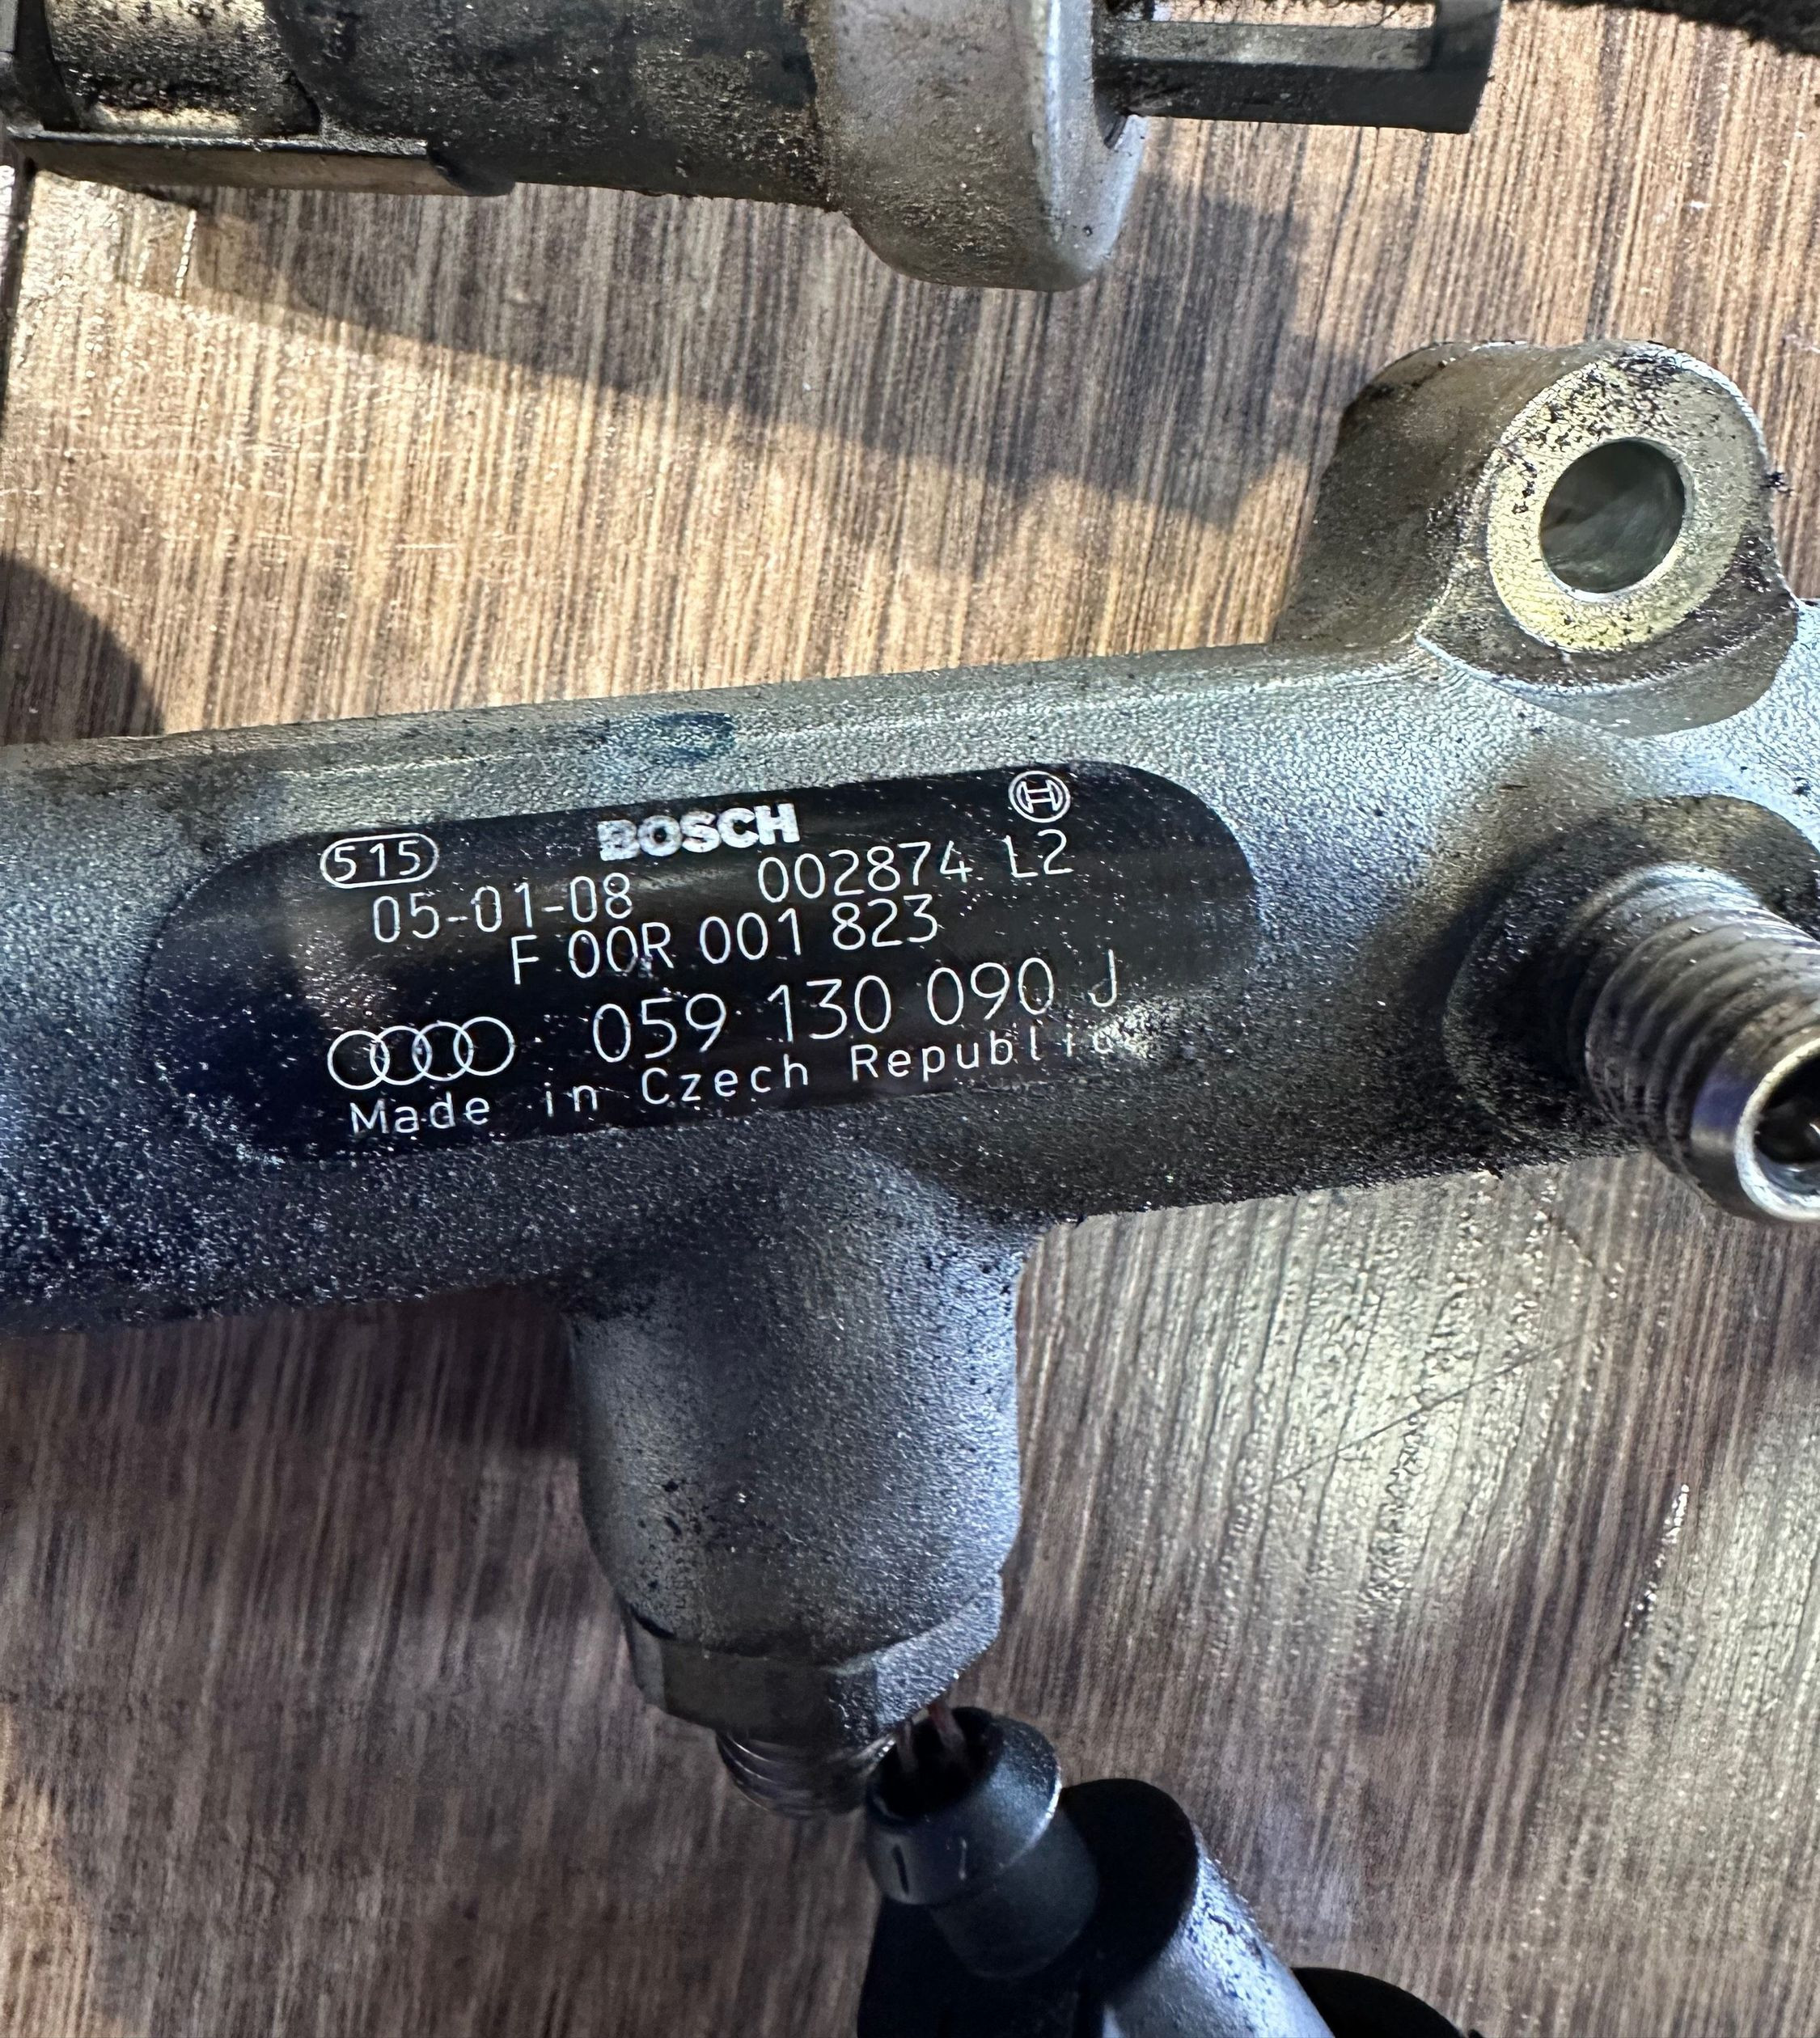 515 BOSCH
05-01-08 002874 L2
F 00R 001 823
059 130 090 J
Made in Czech Republic